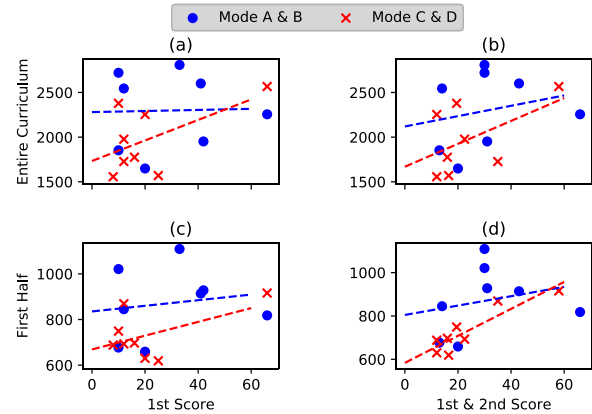 Mode A & B Mode C & D
(a) (b)
Entire Curriculum
2500 2500
2000 2000
1500 1500
(c) (d)
First Half
1000 1000
800 800
600 600
0 20 40 60 0 20 40 60
1st Score 1st & 2nd Score